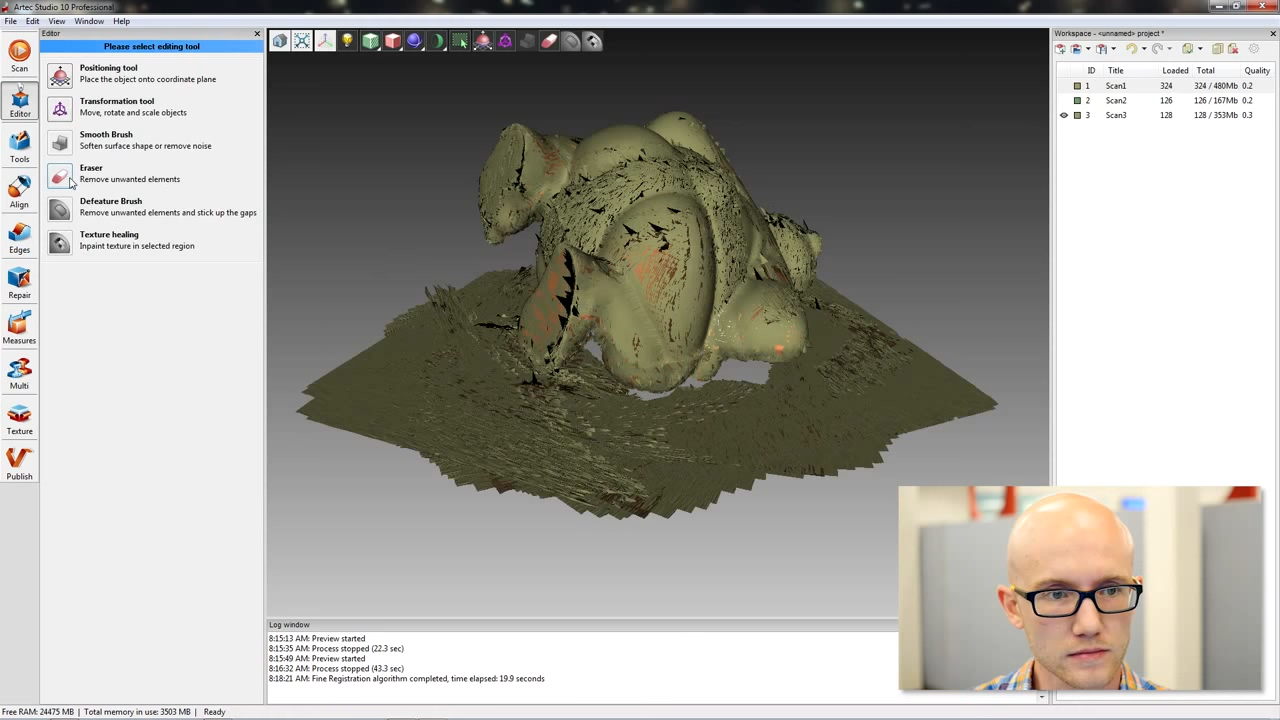 Artec Studio 10 Professional
File Edit View Window Help
Editor
Please select editing tool
Scan
Editor
Tools
Align
Edges
Repair
Measures
Multi
Texture
Publish
Positioning tool
Place the object onto coordinate plane
Transformation tool
Move, rotate and scale objects
Smooth Brush
Soften surface shape or remove noise
Eraser
Remove unwanted elements
Defeature Brush
Remove unwanted elements and stick up the gaps
Texture healing
Inpaint texture in selected region
Workspace - <unnamed> project *
ID Title Loaded Total Quality
1 Scan1 324 324 / 480Mb 0.2
2 Scan2 126 126 / 167Mb 0.2
3 Scan3 128 128 / 353Mb 0.3
Log window
8:15:13 AM: Preview started
8:15:35 AM: Process stopped (22.3 sec)
8:15:49 AM: Preview started
8:16:32 AM: Process stopped (43.3 sec)
8:18:21 AM: Fine Registration algorithm completed, time elapsed: 19.9 seconds
Free RAM: 24475 MB | Total memory in use: 3503 MB | Ready